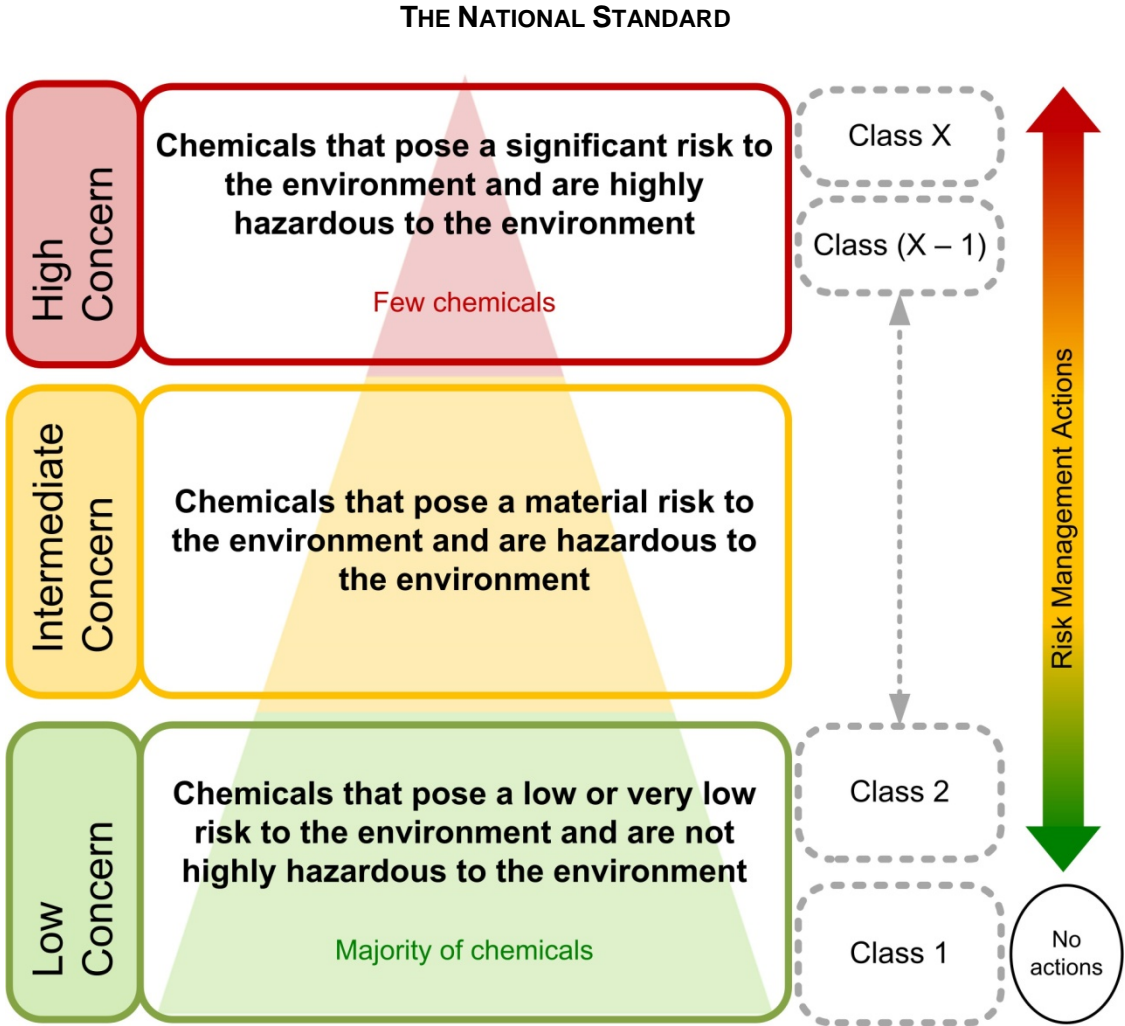 THE NATIONAL STANDARD
High
Concern
Chemicals that pose a significant risk to
the environment and are highly
hazardous to the environment
Few chemicals
Class X
Class (X – 1)
Intermediate
Concern
Chemicals that pose a material risk to
the environment and are hazardous to
the environment
Risk Management Actions
Low
Concern
Chemicals that pose a low or very low
risk to the environment and are not
highly hazardous to the environment
Majority of chemicals
Class 2
Class 1
No
actions